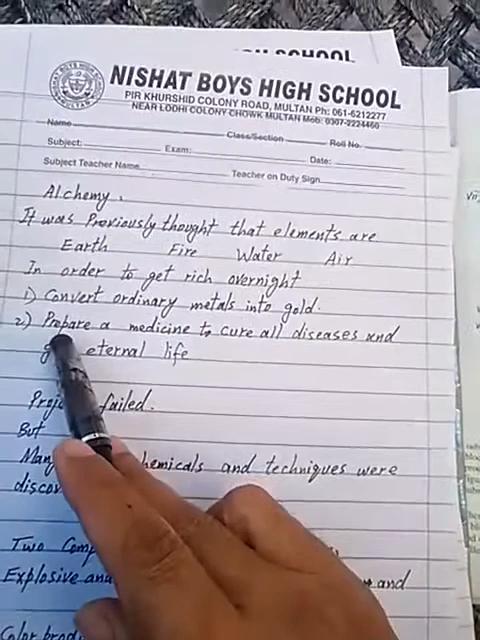 OH SCHOOL
NISHAT BOYS HIGH SCHOOL
PIR KHURSHID COLONY ROAD, MULTAN Ph: 061-6212277
NEAR LODHI COLONY CHOWK MULTAN Mob: 0307-2224460
Name Class/Section Roll No.
Subject: Exam: Date:
Subject Teacher Name Teacher on Duty Sign
Alchemy.
It was Previously thought that elements are
Earth Fire Water Air
In order to get rich overnight
1) Convert ordinary metals into gold.
2) Prepare a medicine to cure all diseases and
eternal life
failed.
But
chemicals and techniques were
Two
Explosive and